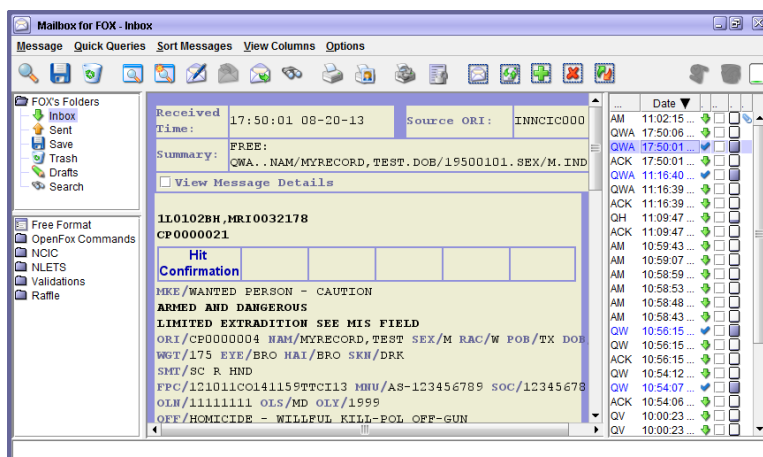 Mailbox for FOX - Inbox
Message Quick Queries Sort Messages View Columns Options
FOX's Folders
Inbox
Sent
Save
Trash
Drafts
Search
Free Format
OpenFox Commands
NCIC
NLETS
Validations
Raffle
Received Time: 17:50:01 08-20-13 Source ORI: INNCIC000
Summary: FREE:
QWA..NAM/MYRECORD,TEST.DOB/19500101.SEX/M.IND
View Message Details
1L0102BH,MRI0032178
CP0000021
Hit
Confirmation
MKE/WANTED PERSON - CAUTION
ARMED AND DANGEROUS
LIMITED EXTRADITION SEE MIS FIELD
ORI/CP0000004 NAM/MYRECORD,TEST SEX/M RAC/W POB/TX DOB
WGT/175 EYE/BRO HAI/BRO SKN/DRK
SMT/SC R HND
FPC/121011CO141159TTCI13 MNU/AS-123456789 SOC/12345678
OLN/11111111 OLS/MD OLY/1999
OFF/HOMICIDE - WILLFUL KILL-POL OFF-GUN
... Date ▼ . .. . .
AM 11:02:15 ...
QWA 17:50:06 ...
QWA 17:50:01 ...
ACK 17:50:01 ...
QWA 11:16:40 ...
QWA 11:16:39 ...
ACK 11:16:39 ...
QH 11:09:47 ...
ACK 11:09:47 ...
AM 10:59:43 ...
AM 10:59:07 ...
AM 10:58:59 ...
AM 10:58:53 ...
AM 10:58:48 ...
AM 10:58:43 ...
QW 10:56:15 ...
QW 10:56:15 ...
ACK 10:56:15 ...
QW 10:54:12 ...
QW 10:54:07 ...
ACK 10:54:06 ...
QV 10:00:23 ...
QV 10:00:23 ...